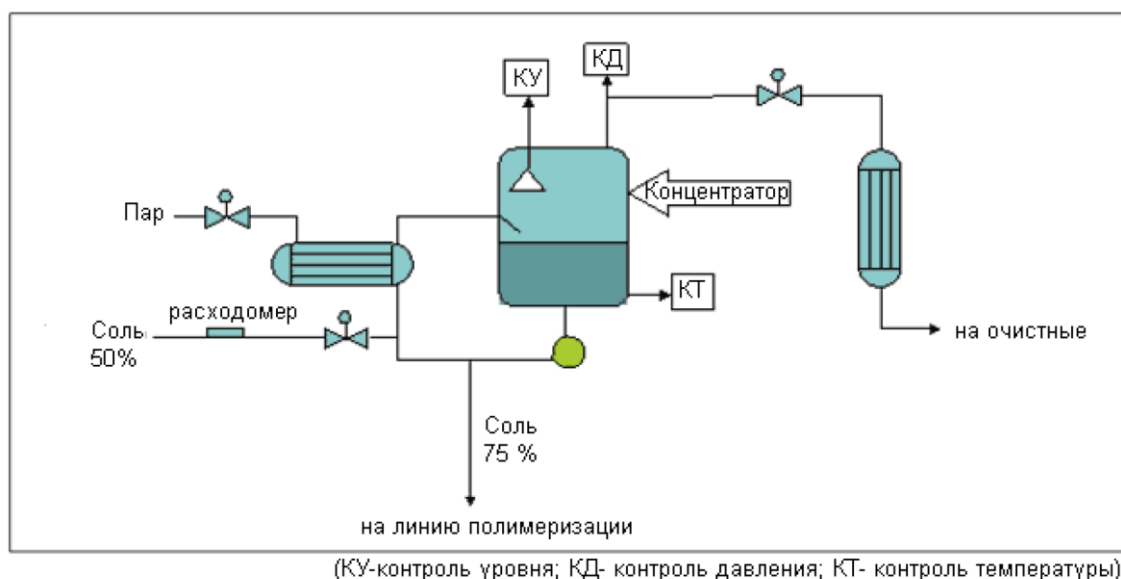 КД
КУ
Концентратор
Пар
КТ
расходомер
Соль
50%
на очистные
Соль
75 %
на линию полимеризации
(КУ-контроль уровня; КД- контроль давления; КТ- контроль температуры)